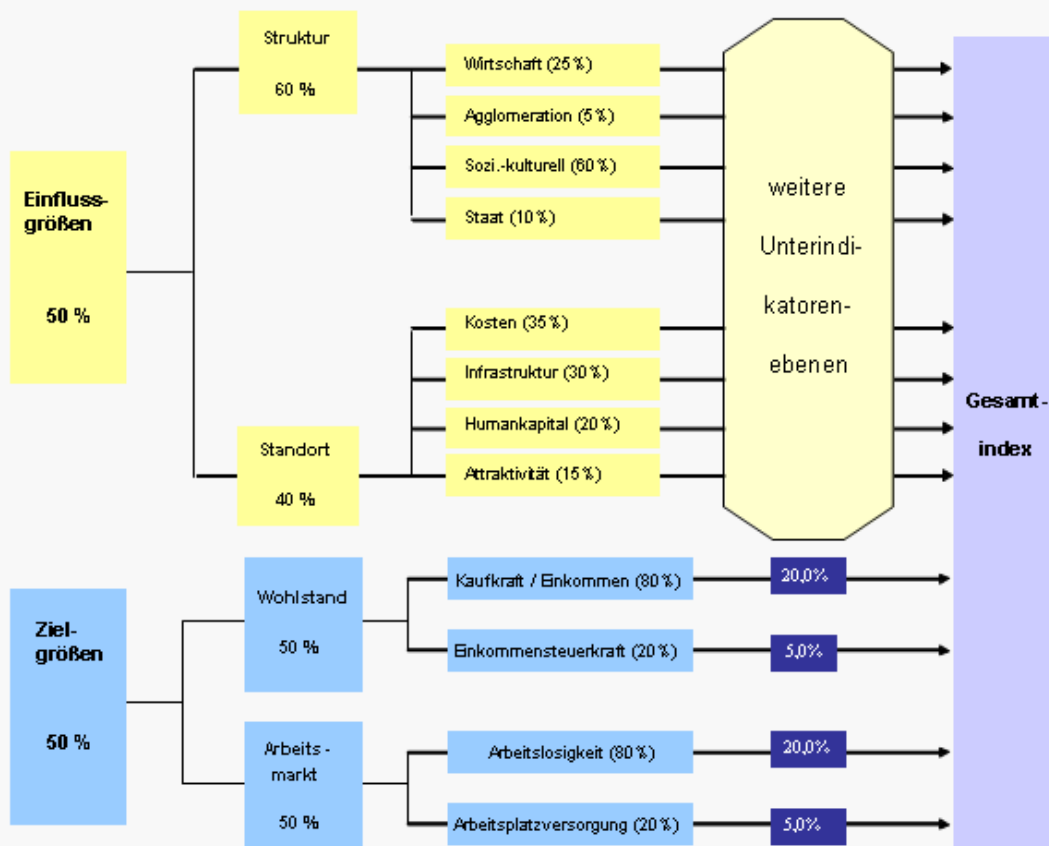 Struktur
60 %
Wirtschaft (25%)
Agglomeration (5%)
Sozi.-kulturell (60%)
Staat (10%)
Einfluss-
größen
50 %
weitere
Unterindi-
katoren-
ebenen
Kosten (35%)
Infrastruktur (30%)
Humankapital (20%)
Attraktivität (15%)
Standort
40 %
Gesamt-
index
Ziel-
größen
50 %
Wohlstand
50 %
Kaufkraft / Einkommen (80%)
20,0%
Einkommensteuerkraft (20%)
5,0%
Arbeits-
markt
50 %
Arbeitslosigkeit (80%)
20,0%
Arbeitsplatzversorgung (20%)
5,0%